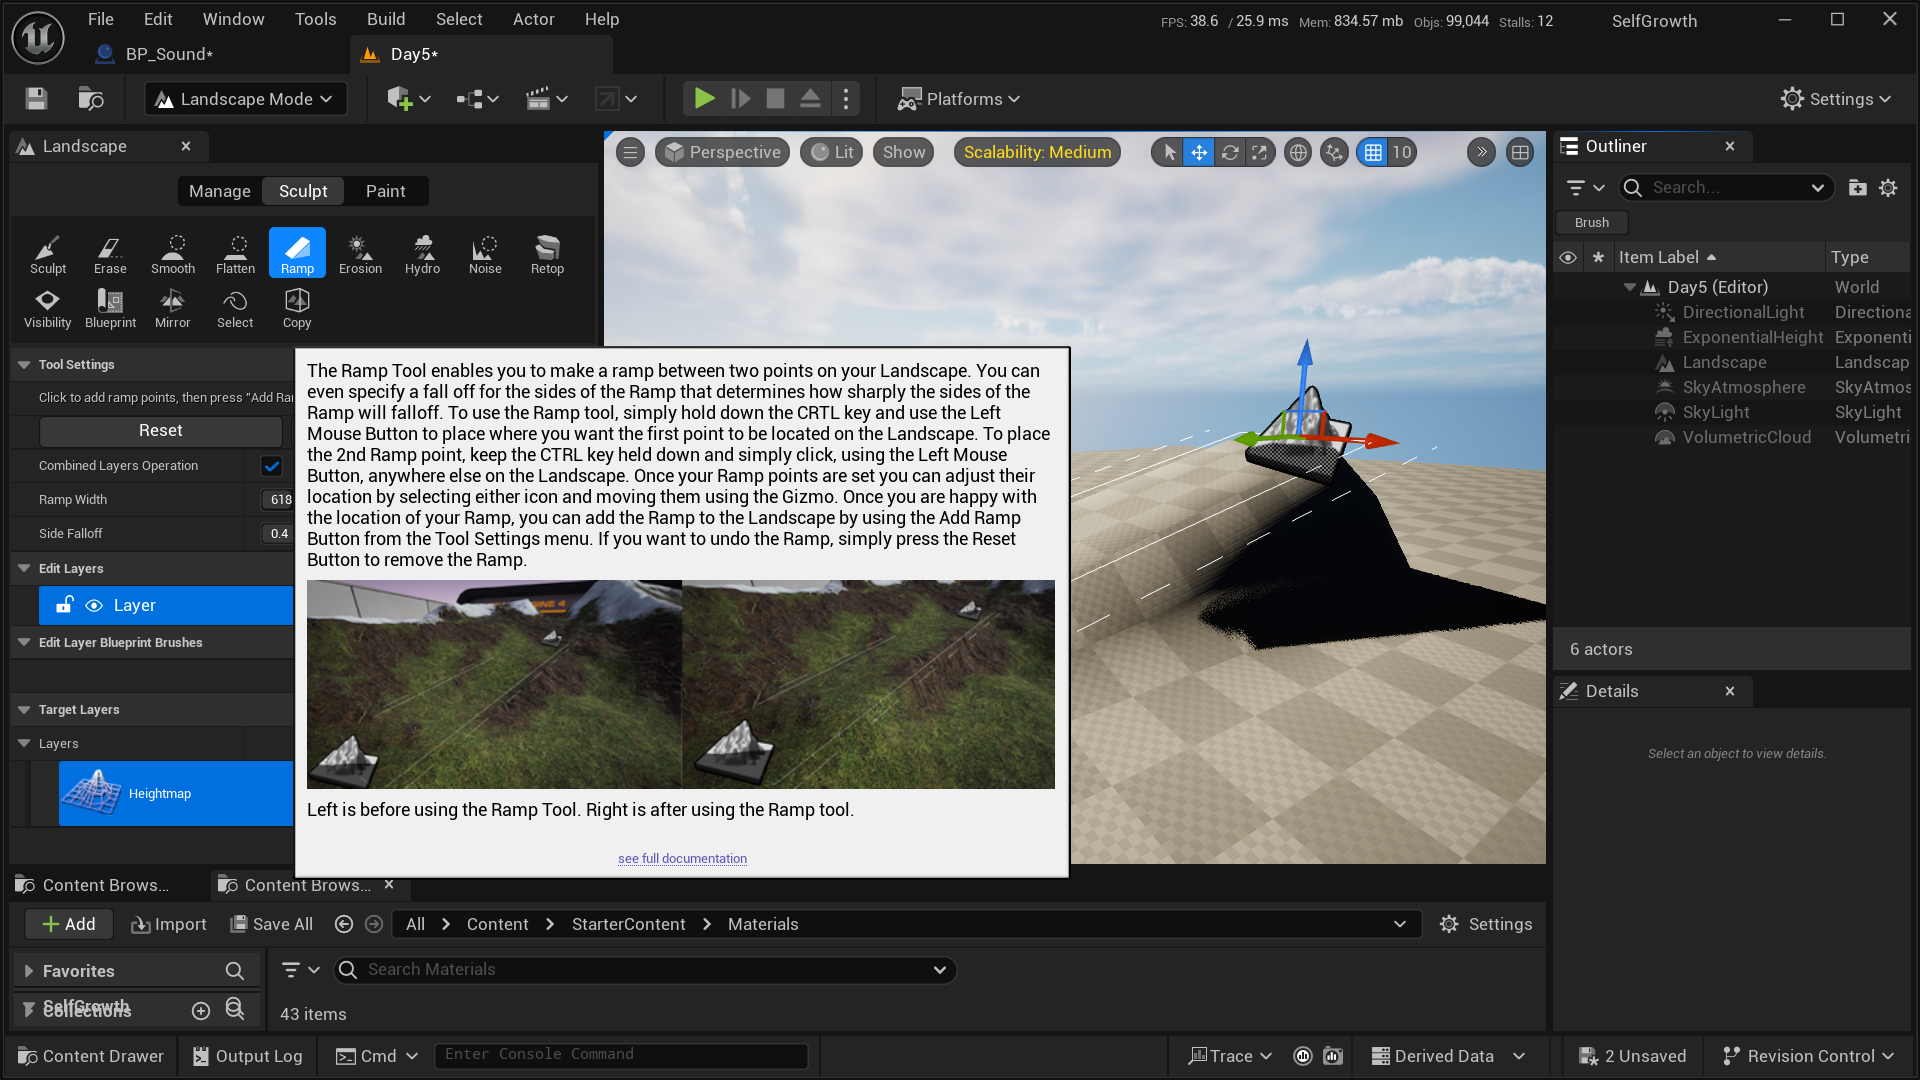 File Edit Window Tools Build Select Actor Help
FPS: 38.6 / 25.9 ms Mem: 834.57 mb Objs: 99,044 Stalls: 12
SelfGrowth
BP_Sound*
Day5*
Landscape Mode
Platforms
Settings
Landscape
Manage Sculpt Paint
Sculpt Erase Smooth Flatten Ramp Erosion Hydro Noise Retop
Visibility Blueprint Mirror Select Copy
Tool Settings
Click to add ramp points, then press "Add Ra
Reset
Combined Layers Operation
Ramp Width 618
Side Falloff 0.4
Edit Layers
Layer
Edit Layer Blueprint Brushes
Target Layers
Layers
Heightmap
Perspective Lit Show Scalability: Medium 10
The Ramp Tool enables you to make a ramp between two points on your Landscape. You can
even specify a fall off for the sides of the Ramp that determines how sharply the sides of the
Ramp will falloff. To use the Ramp tool, simply hold down the CRTL key and use the Left
Mouse Button to place where you want the first point to be located on the Landscape. To place
the 2nd Ramp point, keep the CTRL key held down and simply click, using the Left Mouse
Button, anywhere else on the Landscape. Once your Ramp points are set you can adjust their
location by selecting either icon and moving them using the Gizmo. Once you are happy with
the location of your Ramp, you can add the Ramp to the Landscape by using the Add Ramp
Button from the Tool Settings menu. If you want to undo the Ramp, simply press the Reset
Button to remove the Ramp.
Left is before using the Ramp Tool. Right is after using the Ramp tool.
see full documentation
Outliner
Search...
Brush
Item Label Type
Day5 (Editor) World
DirectionalLight Directiona
ExponentialHeight Exponenti
Landscape Landscap
SkyAtmosphere SkyAtmos
SkyLight SkyLight
VolumetricCloud Volumetri
6 actors
Details
Select an object to view details.
Content Brows...
Content Brows...
Add Import Save All All Content StarterContent Materials Settings
Favorites
SelfGrowth
Collections
Search Materials
43 items
Content Drawer Output Log Cmd Enter Console Command Trace Derived Data 2 Unsaved Revision Control